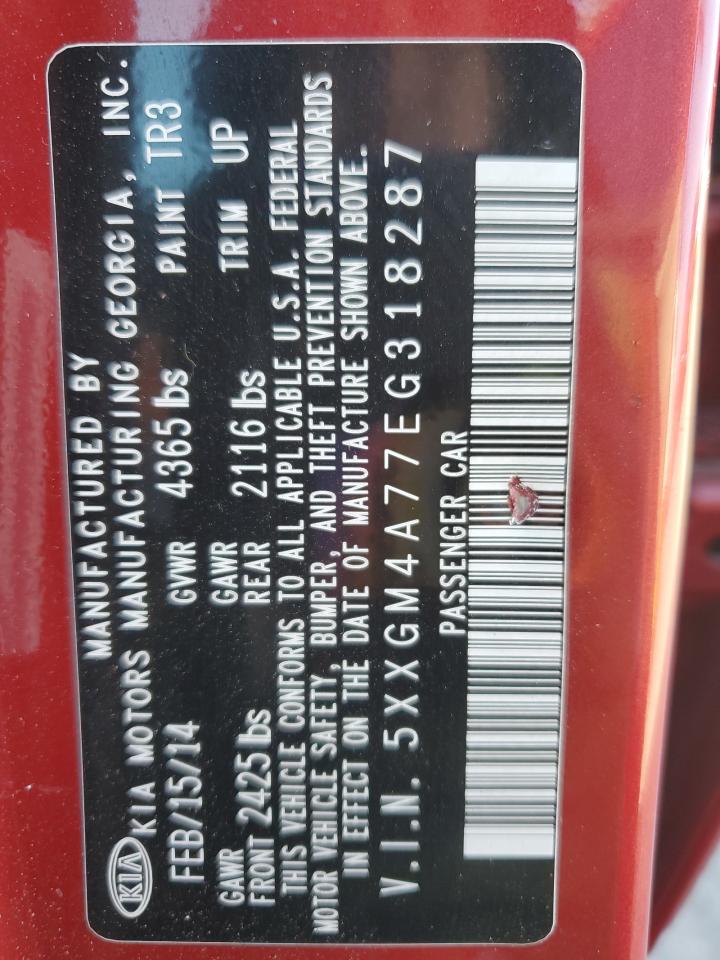 MANUFACTURED BY
KIA KIA MOTORS MANUFACTURING GEORGIA, INC.
FEB/15/14 GVWR 4365 lbs PAINT TR3
GAWR FRONT 2425 lbs GAWR REAR 2116 lbs TRIM UP
THIS VEHICLE CONFORMS TO ALL APPLICABLE U.S.A. FEDERAL
MOTOR VEHICLE SAFETY, BUMPER, AND THEFT PREVENTION STANDARDS
IN EFFECT ON THE DATE OF MANUFACTURE SHOWN ABOVE.
V.I.N. 5XXGM4A77EG318287
PASSENGER CAR